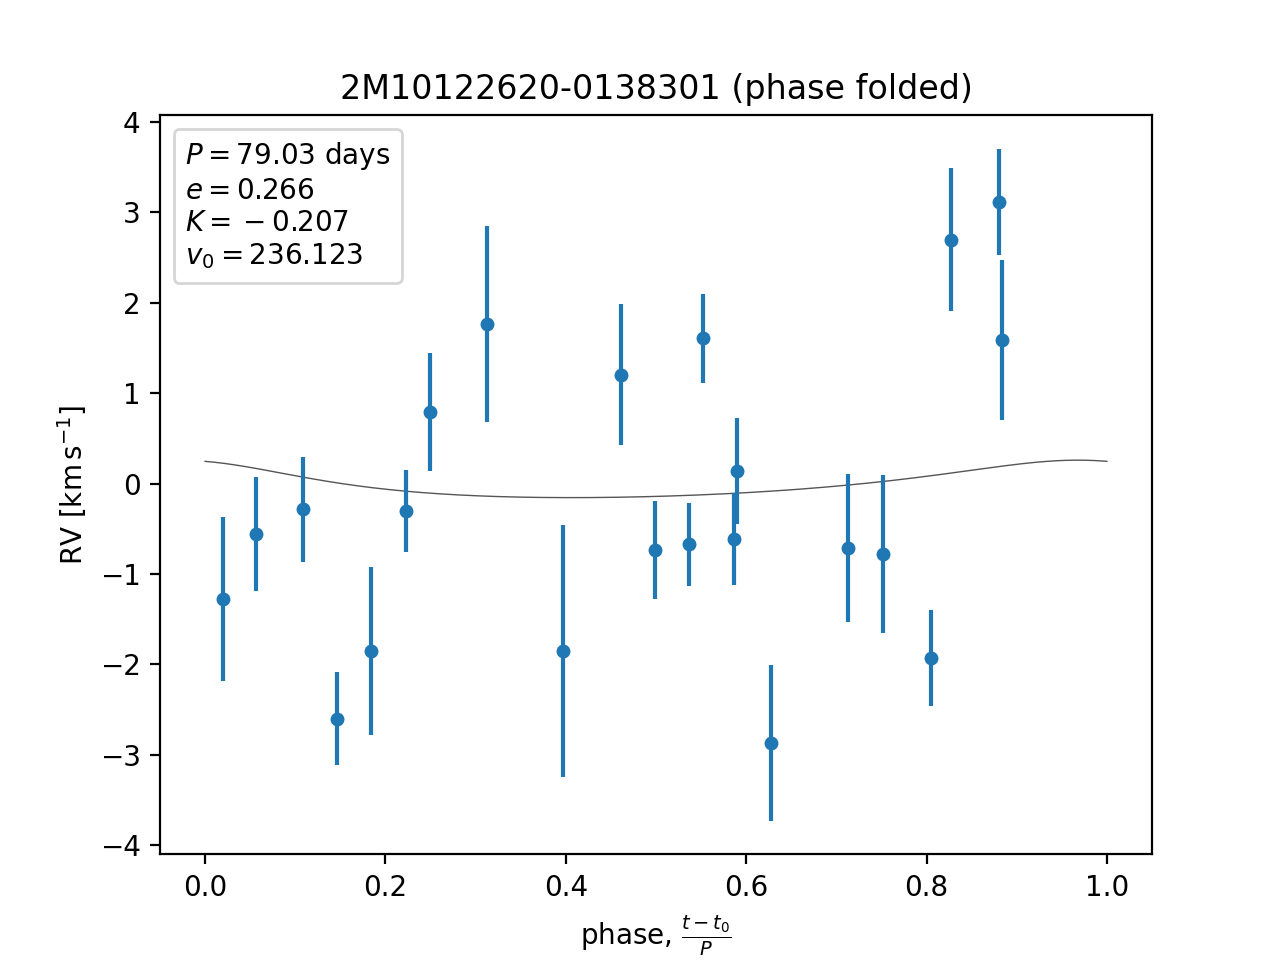 2M10122620-0138301 (phase folded)
P = 79.03 days
e = 0.266
K = −0.207
v₀ = 236.123
RV [km s⁻¹]
4
3
2
1
0
−1
−2
−3
−4
0.0 0.2 0.4 0.6 0.8 1.0
phase, (t − t₀)/P